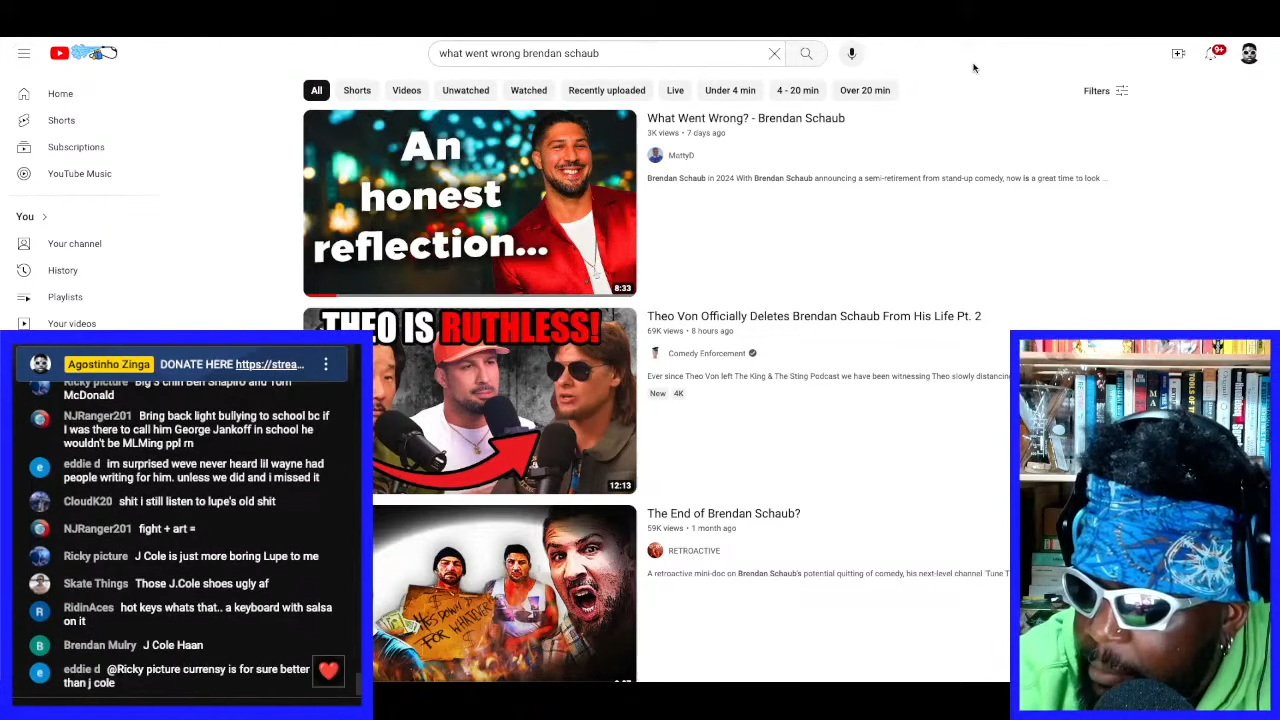 what went wrong brendan schaub
9+
All
Shorts
Videos
Unwatched
Watched
Recently uploaded
Live
Under 4 min
4 - 20 min
Over 20 min
Filters
Home
Shorts
Subscriptions
YouTube Music
You
Your channel
History
Playlists
Your videos
An
honest
reflection...
8:33
What Went Wrong? - Brendan Schaub
3K views • 7 days ago
MattyD
Brendan Schaub in 2024 With Brendan Schaub announcing a semi-retirement from stand-up comedy, now is a great time to look ...
THEO IS RUTHLESS!
12:13
Theo Von Officially Deletes Brendan Schaub From His Life Pt. 2
69K views • 8 hours ago
Comedy Enforcement
Ever since Theo Von left The King & The Sting Podcast we have been witnessing Theo slowly distancing
New
4K
The End of Brendan Schaub?
59K views • 1 month ago
RETROACTIVE
A retroactive mini-doc on Brendan Schaub's potential quitting of comedy, his next-level channel 'Tune T
FOR WHATEVER
Agostinho Zinga DONATE HERE https://strea...
Ricky picture Big 3 chin Ben Shapiro and Tom
McDonald
NJRanger201 Bring back light bullying to school bc if
I was there to call him George Jankoff in school he
wouldn't be MLMing ppl rn
eddie d im surprised weve never heard lil wayne had
people writing for him. unless we did and i missed it
CloudK20 shit i still listen to lupe's old shit
NJRanger201 fight + art =
Ricky picture J Cole is just more boring Lupe to me
Skate Things Those J.Cole shoes ugly af
RidinAces hot keys whats that.. a keyboard with salsa
on it
Brendan Mulry J Cole Haan
eddie d @Ricky picture currensy is for sure better
than j cole